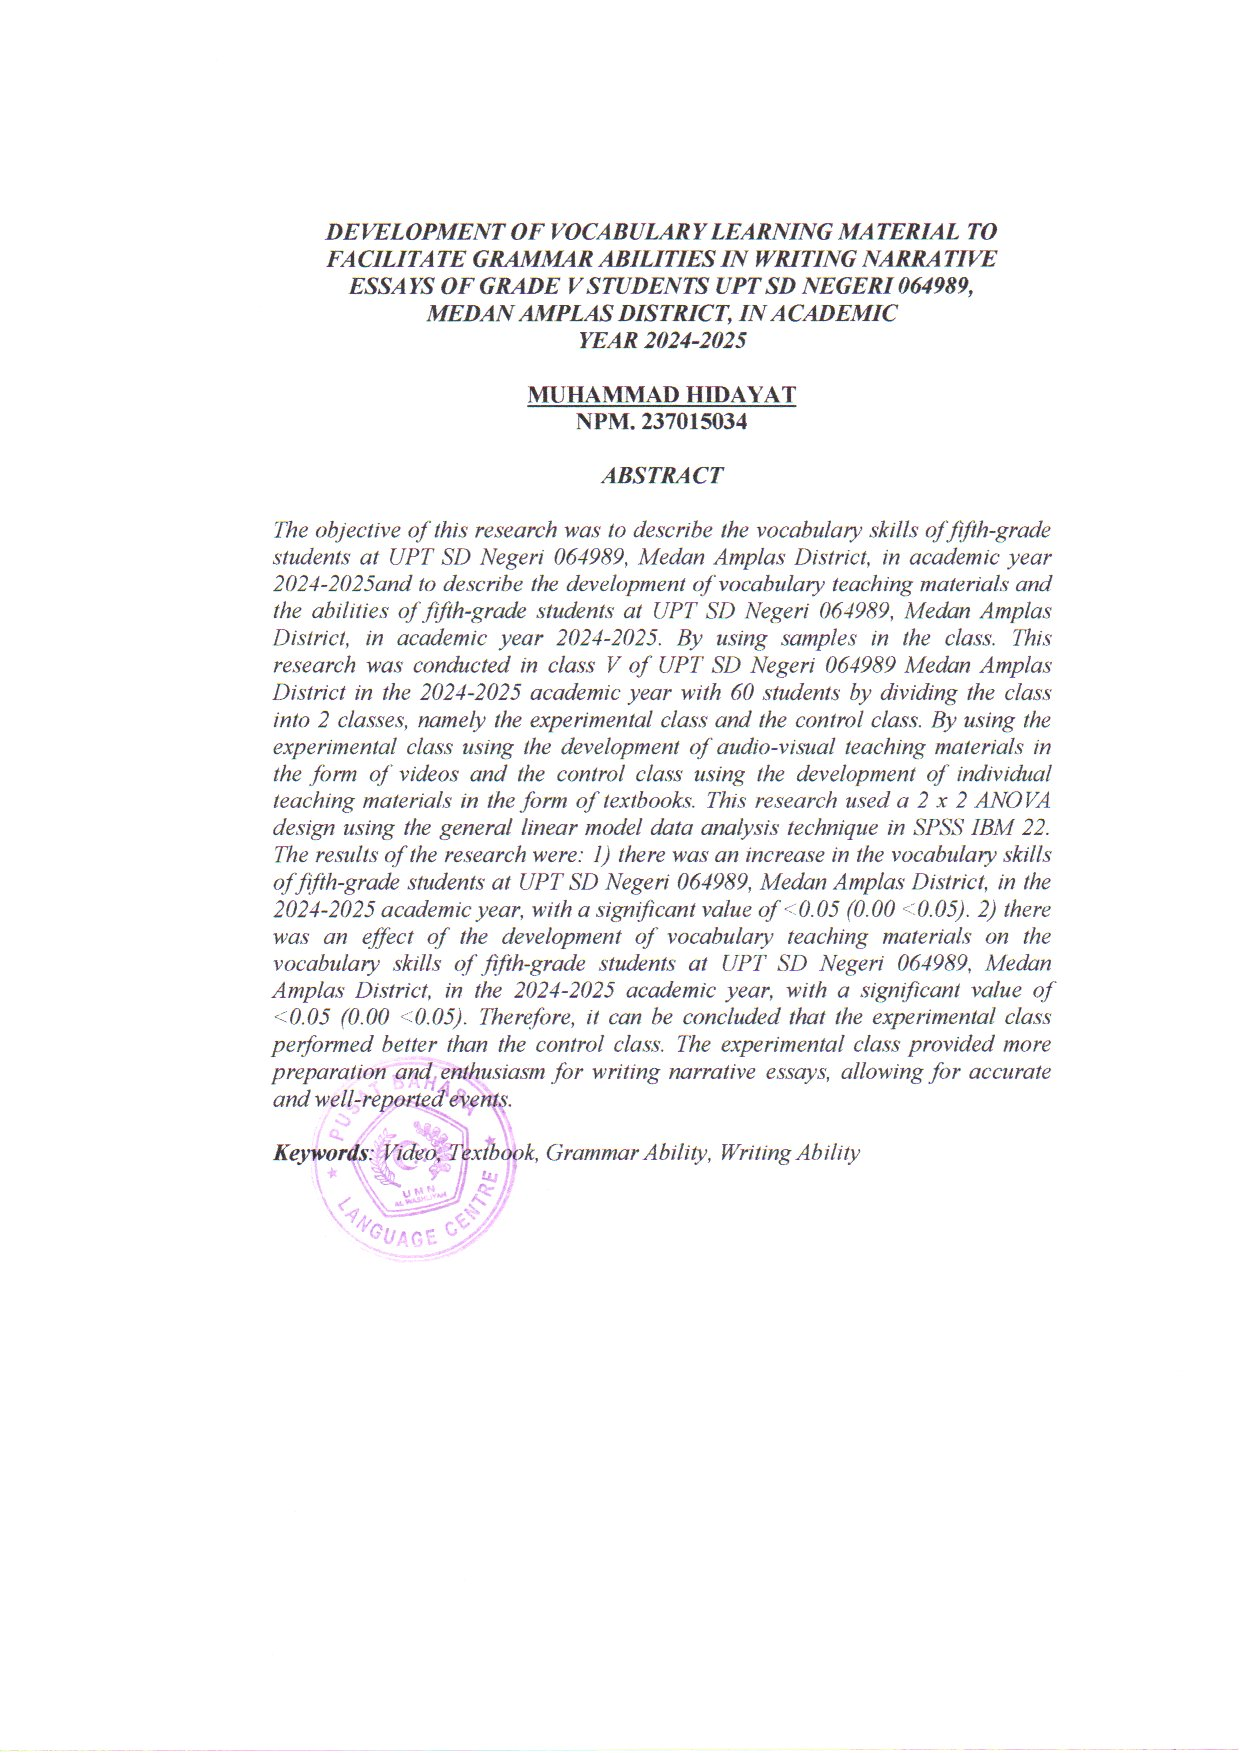 DEVELOPMENT OF VOCABULARY LEARNING MATERIAL TO
FACILITATE GRAMMAR ABILITIES IN WRITING NARRATIVE
ESSAYS OF GRADE V STUDENTS UPT SD NEGERI 064989,
MEDAN AMPLAS DISTRICT, IN ACADEMIC
YEAR 2024-2025
MUHAMMAD HIDAYAT
NPM. 237015034
ABSTRACT
The objective of this research was to describe the vocabulary skills of fifth-grade
students at UPT SD Negeri 064989, Medan Amplas District, in academic year
2024-2025and to describe the development of vocabulary teaching materials and
the abilities of fifth-grade students at UPT SD Negeri 064989, Medan Amplas
District, in academic year 2024-2025. By using samples in the class. This
research was conducted in class V of UPT SD Negeri 064989 Medan Amplas
District in the 2024-2025 academic year with 60 students by dividing the class
into 2 classes, namely the experimental class and the control class. By using the
experimental class using the development of audio-visual teaching materials in
the form of videos and the control class using the development of individual
teaching materials in the form of textbooks. This research used a 2 x 2 ANOVA
design using the general linear model data analysis technique in SPSS IBM 22.
The results of the research were: 1) there was an increase in the vocabulary skills
of fifth-grade students at UPT SD Negeri 064989, Medan Amplas District, in the
2024-2025 academic year, with a significant value of <0.05 (0.00 <0.05). 2) there
was an effect of the development of vocabulary teaching materials on the
vocabulary skills of fifth-grade students at UPT SD Negeri 064989, Medan
Amplas District, in the 2024-2025 academic year, with a significant value of
<0.05 (0.00 <0.05). Therefore, it can be concluded that the experimental class
performed better than the control class. The experimental class provided more
preparation and enthusiasm for writing narrative essays, allowing for accurate
and well-reported events.
Keywords: Video, Textbook, Grammar Ability, Writing Ability
PUSAT BAHASA
UMN
AL WASHLIYAH
LANGUAGE CENTRE